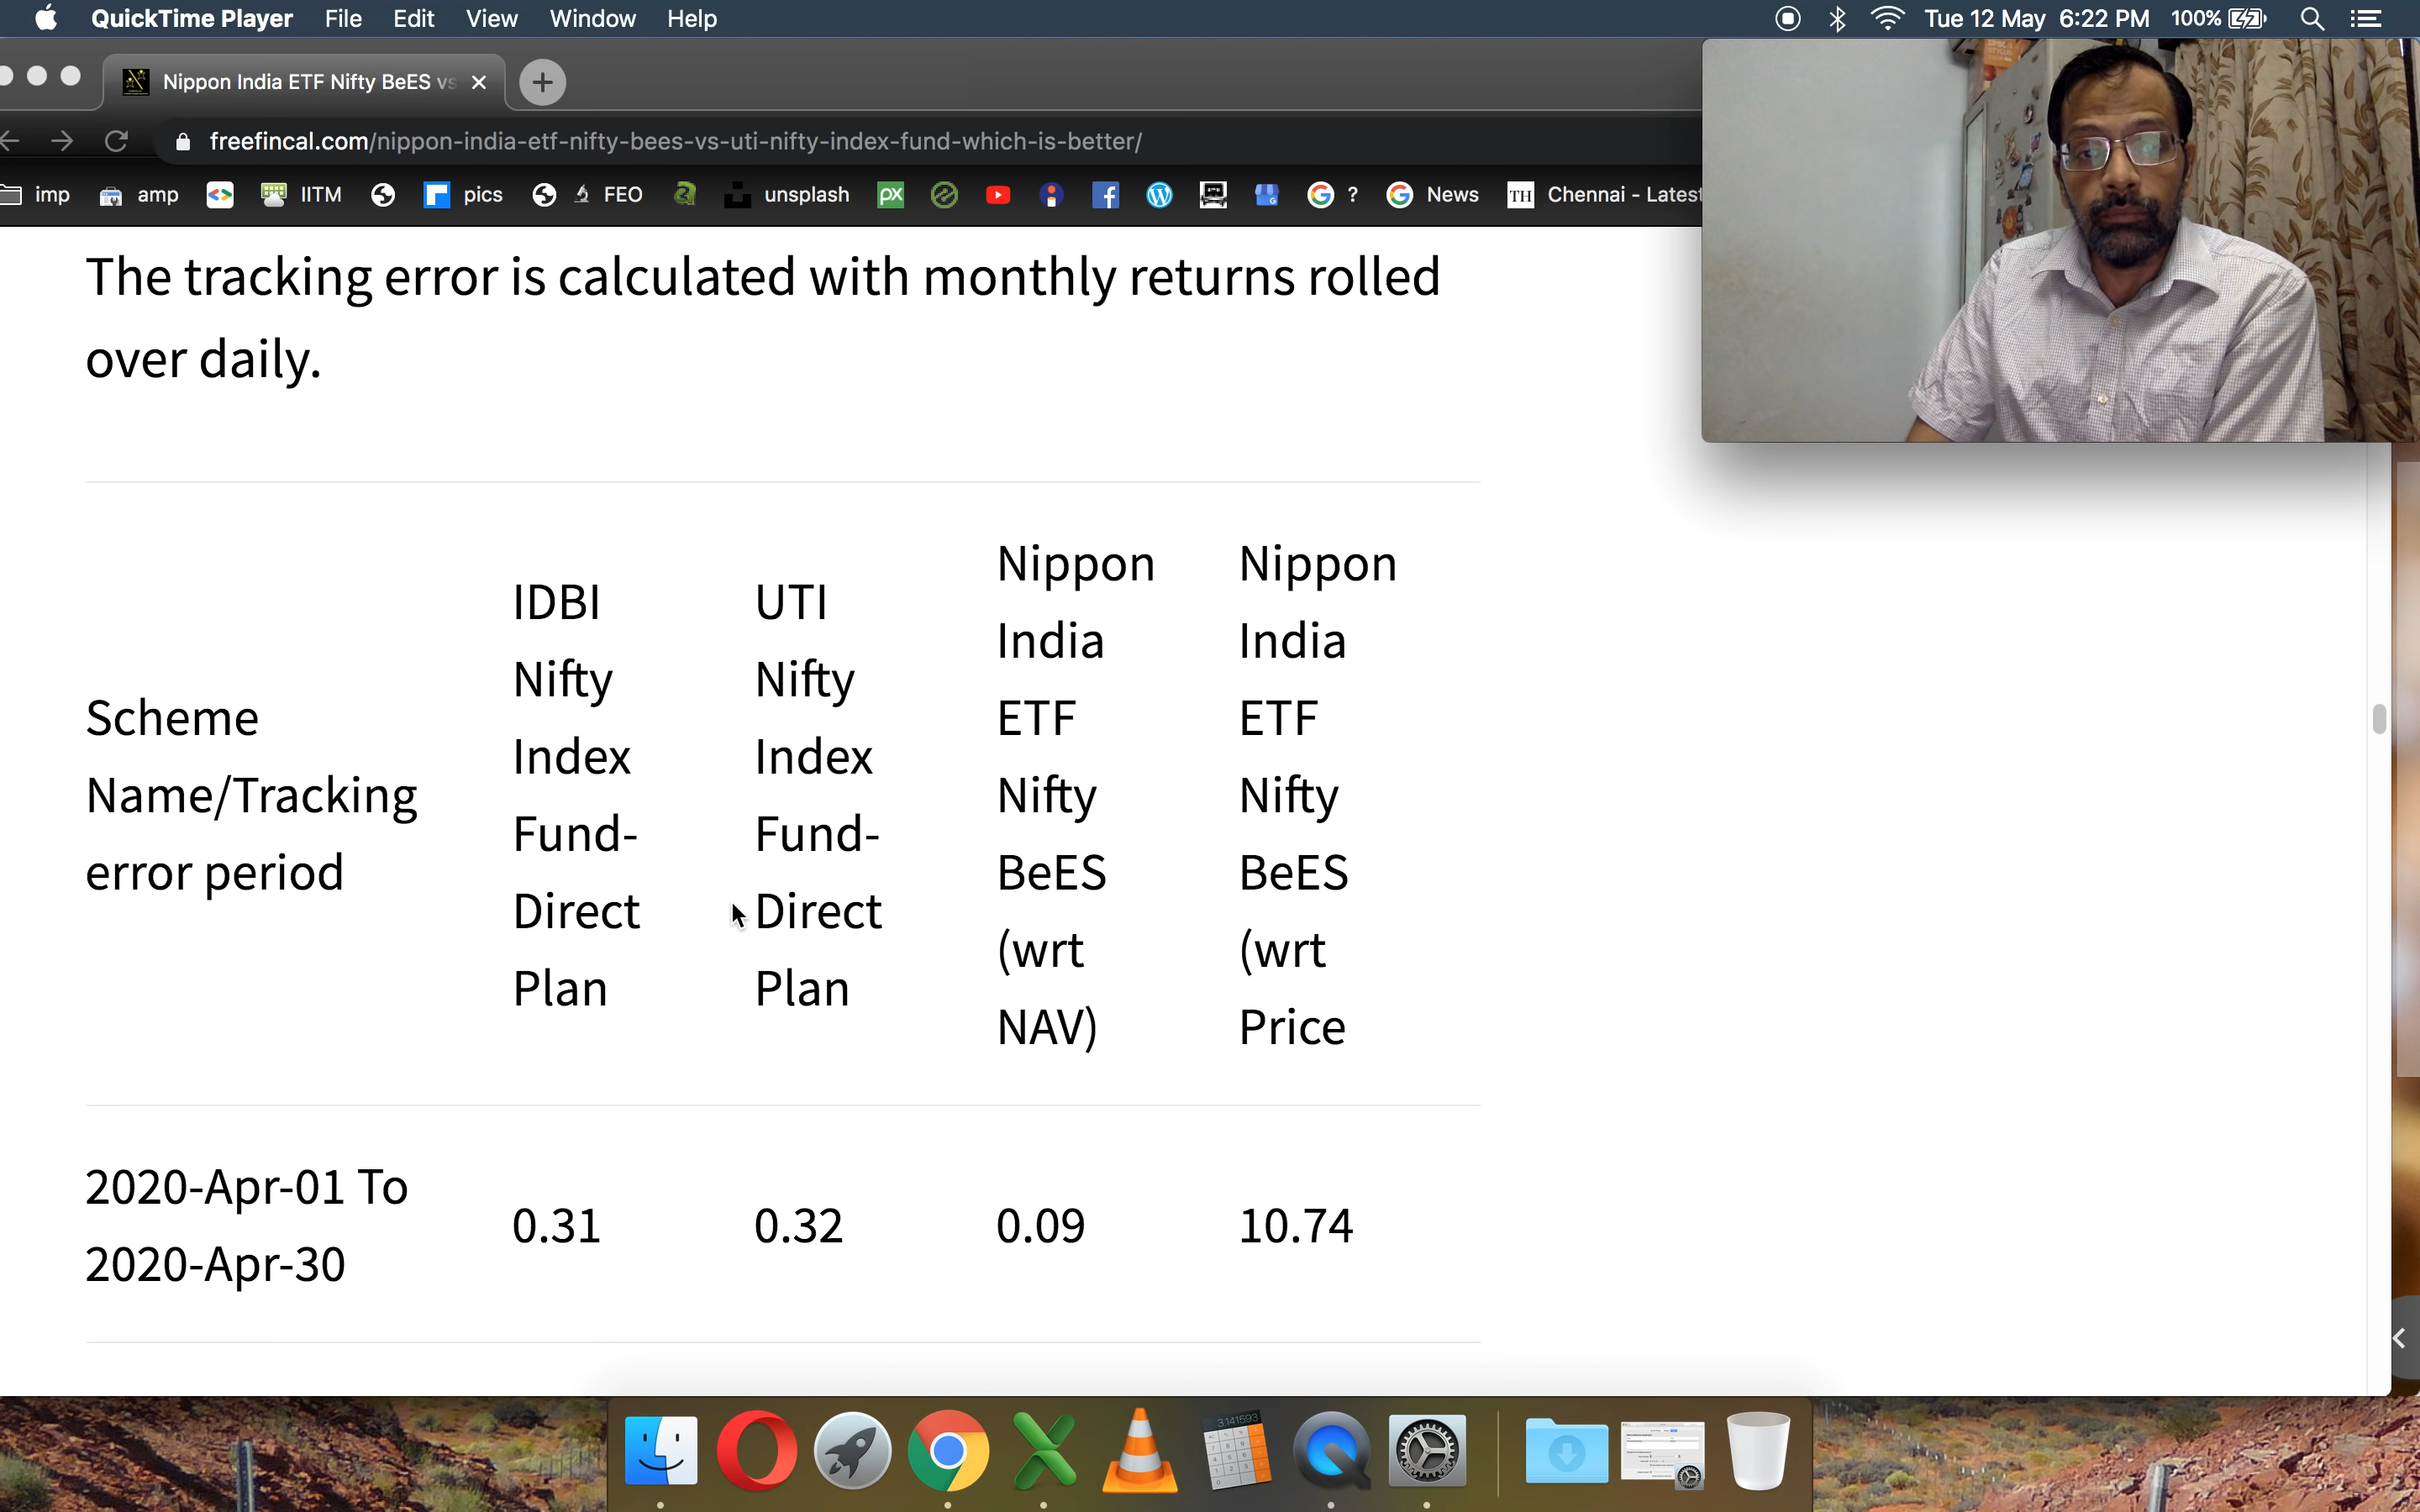 QuickTime Player File Edit View Window Help Tue 12 May 6:22 PM 100%
Nippon India ETF Nifty BeES vs
freefincal.com/nippon-india-etf-nifty-bees-vs-uti-nifty-index-fund-which-is-better/
imp amp IITM pics FEO unsplash px ? News TH Chennai - Latest
The tracking error is calculated with monthly returns rolled
over daily.
Scheme
Name/Tracking
error period
IDBI
Nifty
Index
Fund-
Direct
Plan
UTI
Nifty
Index
Fund-
Direct
Plan
Nippon
India
ETF
Nifty
BeES
(wrt
NAV)
Nippon
India
ETF
Nifty
BeES
(wrt
Price
2020-Apr-01 To
2020-Apr-30
0.31 0.32 0.09 10.74
3.141593